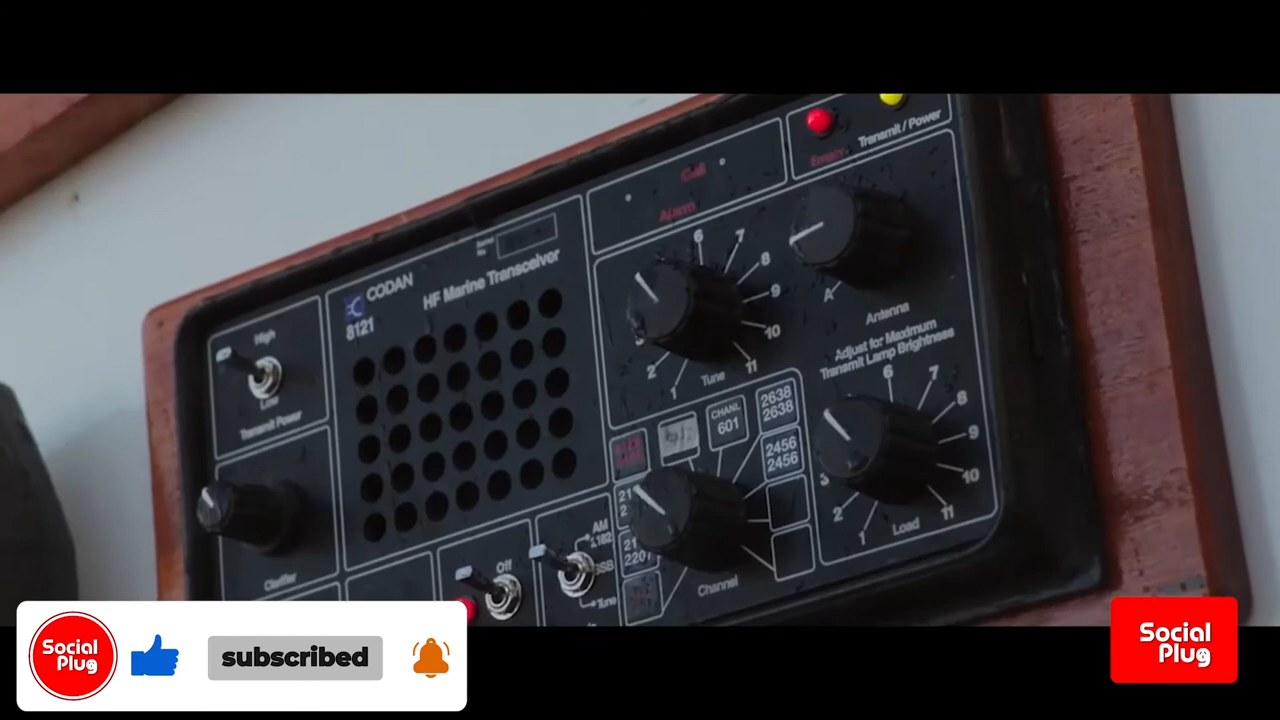 Transmit / Power
Call
Alarm
CODAN
8121
HF Marine Transceivor
High
Low
Transmit Power
6
7
8
9
10
11
1
2
Tune
A
Antenna
Adjust for Maximum
Transmit Lamp Brightness
6
7
8
9
10
11
1
2
3
Load
CHANL
601
2638
2638
2456
2456
Channel
Clarifier
Off
AM
2182
SSB
Tune
Social
Plug
subscribed
Social
Plug